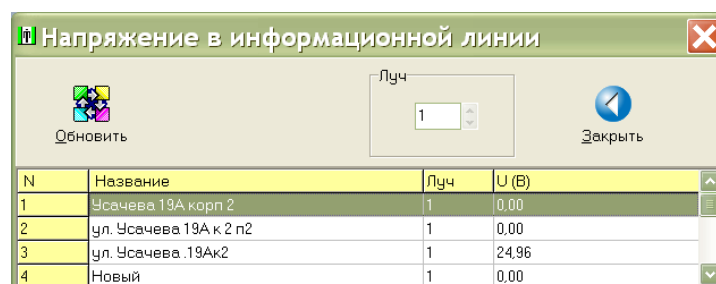 Напряжение в информационной линии
Луч
1
Обновить
Закрыть
N Название Луч U (В)
1 Усачева 19А корп 2 1 0,00
2 ул. Усачева 19А к 2 п2 1 0,00
3 ул. Усачева .19Ак2 1 24,96
4 Новый 1 0,00